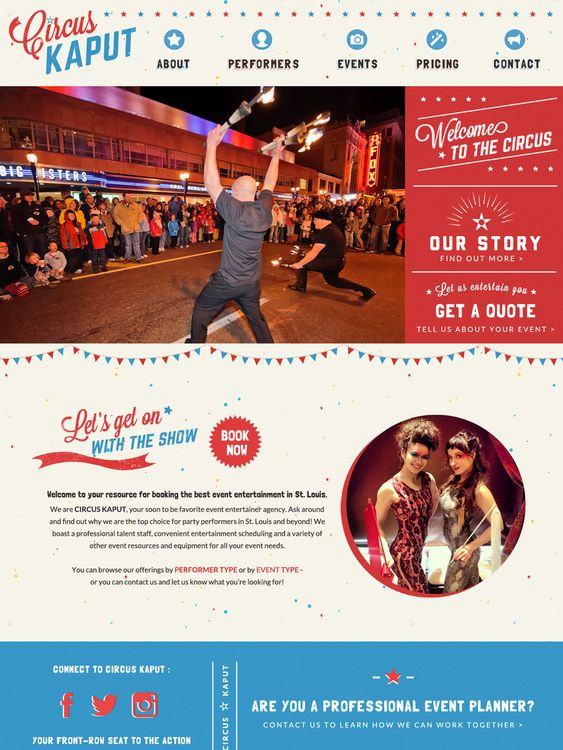 Circus
KAPUT
ABOUT
PERFORMERS
EVENTS
PRICING
CONTACT
BIG SISTERS
FOX
Welcome
TO THE CIRCUS
OUR STORY
FIND OUT MORE >
Let us entertain you
GET A QUOTE
TELL US ABOUT YOUR EVENT >
Let's get on
WITH THE SHOW
BOOK
NOW
Welcome to your resource for booking the best event entertainment in St. Louis.
We are CIRCUS KAPUT, your soon to be favorite event entertainer agency. Ask around
and find out why we are the top choice for party performers in St. Louis and beyond! We
boast a professional talent staff, convenient entertainment scheduling and a variety of
other event resources and equipment for all your event needs.
You can browse our offerings by PERFORMER TYPE or by EVENT TYPE -
or you can contact us and let us know what you're looking for!
CONNECT TO CIRCUS KAPUT :
YOUR FRONT-ROW SEAT TO THE ACTION
CIRCUS ☆ KAPUT
ARE YOU A PROFESSIONAL EVENT PLANNER?
CONTACT US TO LEARN HOW WE CAN WORK TOGETHER >